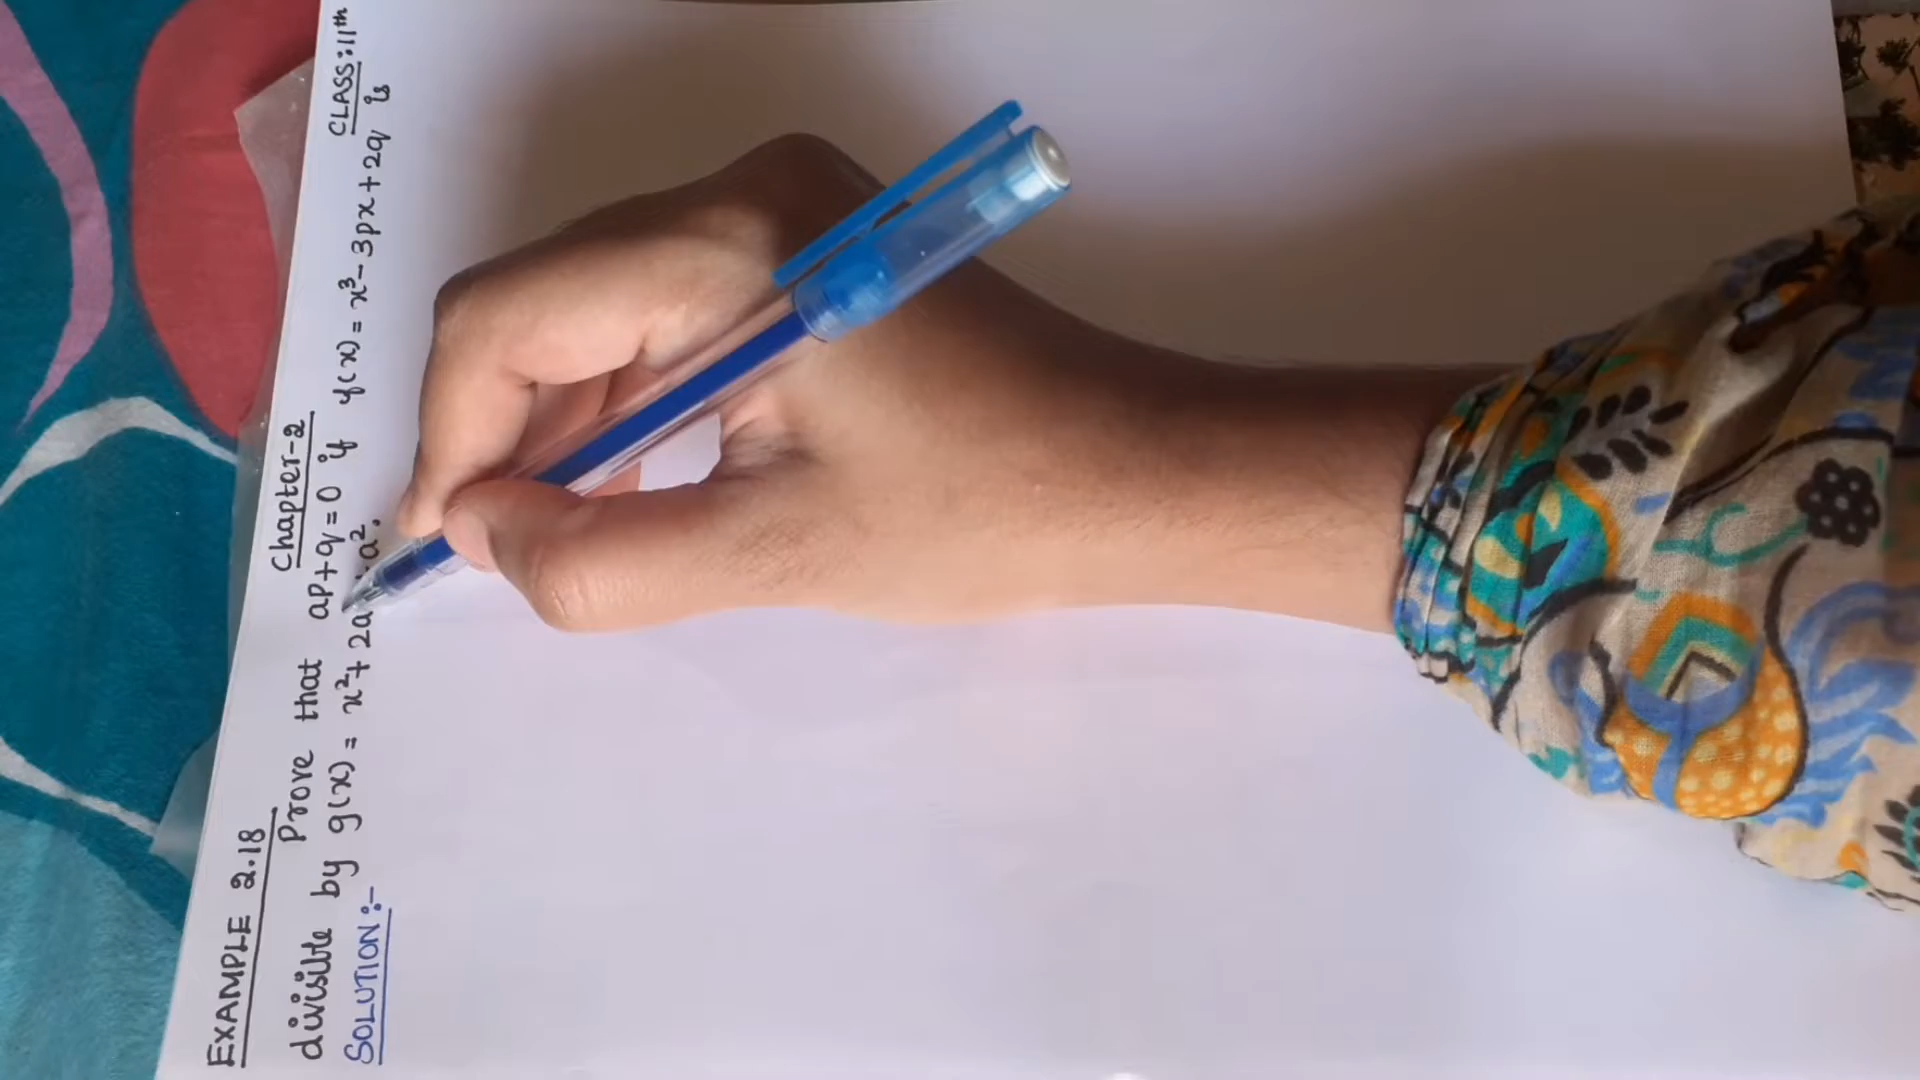 Chapter-2 CLASS:11th
EXAMPLE 2.18
Prove that ap+q=0 if f(x) = x³- 3px + 2q is
divisible by g(x) = x²+ 2a a².
SOLUTION:-